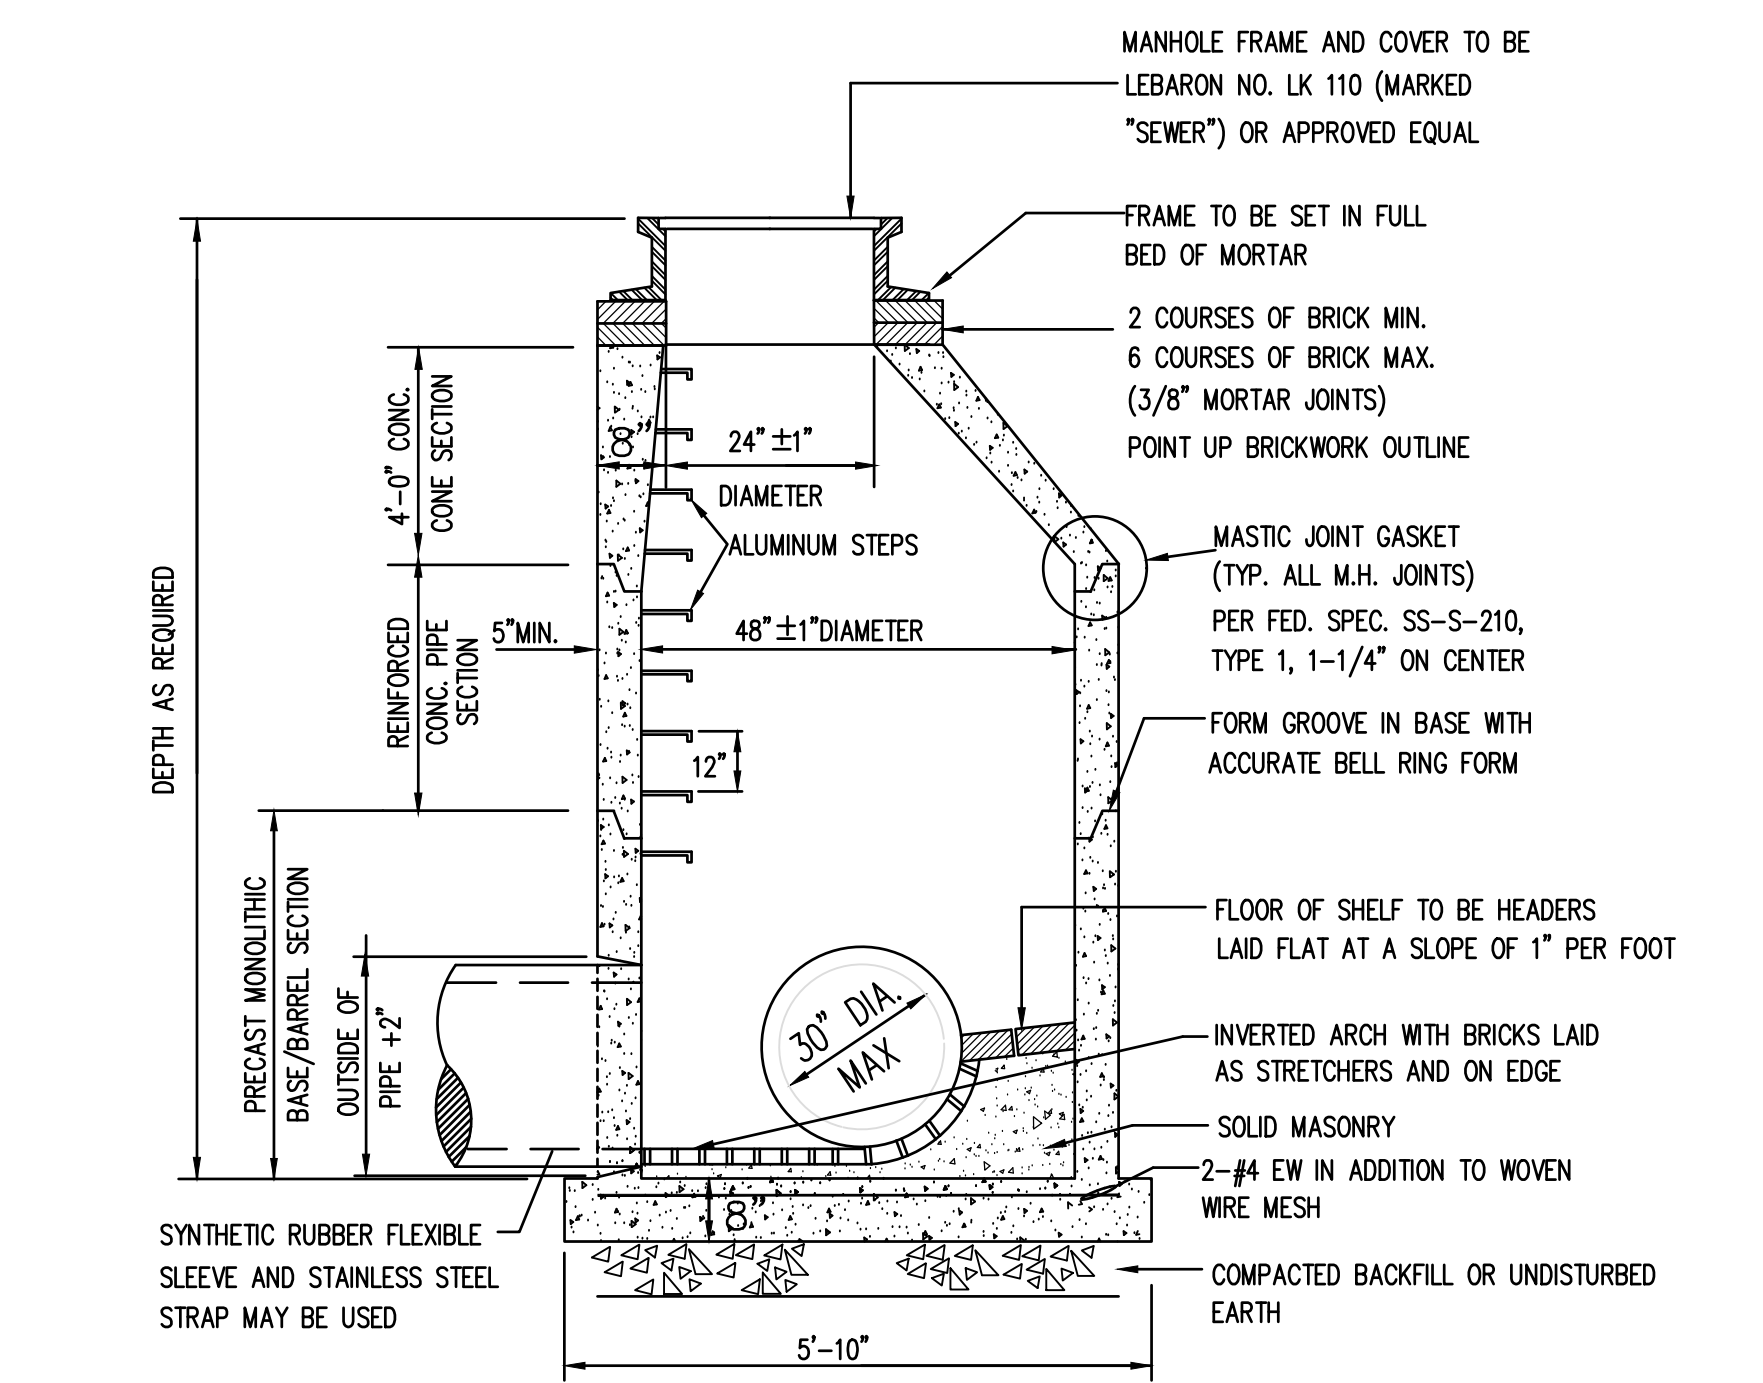 MANHOLE FRAME AND COVER TO BE
LEBARON NO. LK 110 (MARKED
"SEWER") OR APPROVED EQUAL
FRAME TO BE SET IN FULL
BED OF MORTAR
2 COURSES OF BRICK MIN.
6 COURSES OF BRICK MAX.
(3/8" MORTAR JOINTS)
POINT UP BRICKWORK OUTLINE
4'-0" CONC.
CONE SECTION
8"
24" ±1"
DIAMETER
ALUMINUM STEPS
MASTIC JOINT GASKET
(TYP. ALL M.H. JOINTS)
PER FED. SPEC. SS-S-210,
TYPE 1, 1-1/4" ON CENTER
DEPTH AS REQUIRED
REINFORCED
CONC. PIPE
SECTION
5"MIN.
48" ±1"DIAMETER
12"
FORM GROOVE IN BASE WITH
ACCURATE BELL RING FORM
PRECAST MONOLITHIC
BASE/BARREL SECTION
OUTSIDE OF
PIPE +2"
30" DIA.
MAX
FLOOR OF SHELF TO BE HEADERS
LAID FLAT AT A SLOPE OF 1" PER FOOT
INVERTED ARCH WITH BRICKS LAID
AS STRETCHERS AND ON EDGE
SOLID MASONRY
2-#4 EW IN ADDITION TO WOVEN
WIRE MESH
8"
SYNTHETIC RUBBER FLEXIBLE
SLEEVE AND STAINLESS STEEL
STRAP MAY BE USED
COMPACTED BACKFILL OR UNDISTURBED
EARTH
5'-10"